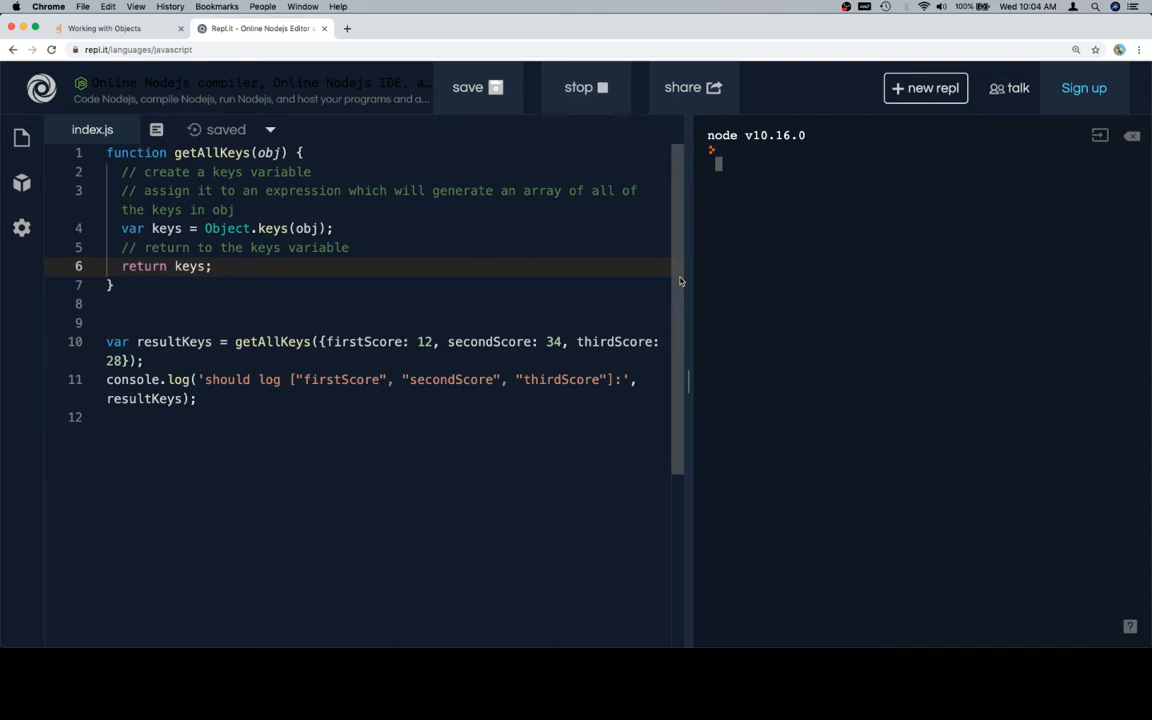 Chrome File Edit View History Bookmarks People Window Help 100% Wed 10:04 AM
Working with Objects Repl.it - Online Nodejs Editor a
repl.it/languages/javascript
Online Nodejs compiler, Online Nodejs IDE, a...
Code Nodejs, compile Nodejs, run Nodejs, and host your programs and a...
save stop share + new repl talk Sign up
index.js saved
node v10.16.0
1 function getAllKeys(obj) {
2 // create a keys variable
3 // assign it to an expression which will generate an array of all of
the keys in obj
4 var keys = Object.keys(obj);
5 // return to the keys variable
6 return keys;
7 }
8
9
10 var resultKeys = getAllKeys({firstScore: 12, secondScore: 34, thirdScore:
28});
11 console.log('should log ["firstScore", "secondScore", "thirdScore"]:',
resultKeys);
12
?